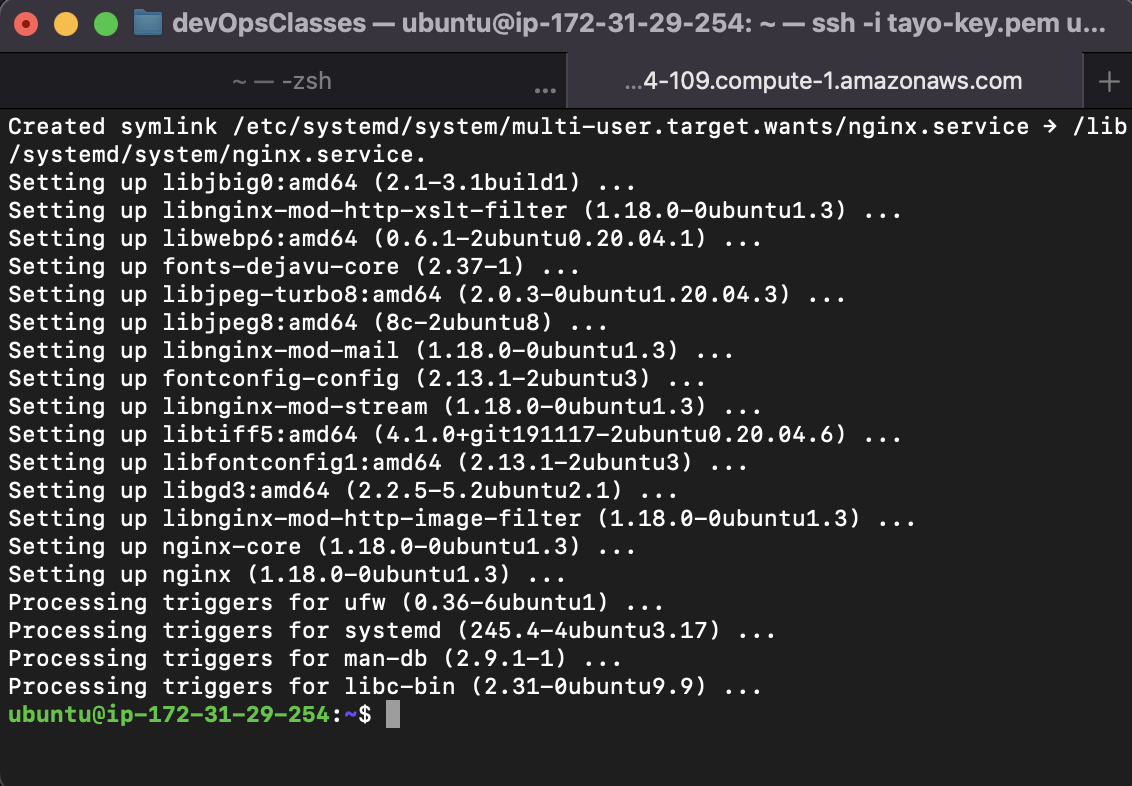 devOpsClasses — ubuntu@ip-172-31-29-254: ~ — ssh -i tayo-key.pem u...
~ — -zsh ...
...4-109.compute-1.amazonaws.com +
Created symlink /etc/systemd/system/multi-user.target.wants/nginx.service → /lib
/systemd/system/nginx.service.
Setting up libjbig0:amd64 (2.1-3.1build1) ...
Setting up libnginx-mod-http-xslt-filter (1.18.0-0ubuntu1.3) ...
Setting up libwebp6:amd64 (0.6.1-2ubuntu0.20.04.1) ...
Setting up fonts-dejavu-core (2.37-1) ...
Setting up libjpeg-turbo8:amd64 (2.0.3-0ubuntu1.20.04.3) ...
Setting up libjpeg8:amd64 (8c-2ubuntu8) ...
Setting up libnginx-mod-mail (1.18.0-0ubuntu1.3) ...
Setting up fontconfig-config (2.13.1-2ubuntu3) ...
Setting up libnginx-mod-stream (1.18.0-0ubuntu1.3) ...
Setting up libtiff5:amd64 (4.1.0+git191117-2ubuntu0.20.04.6) ...
Setting up libfontconfig1:amd64 (2.13.1-2ubuntu3) ...
Setting up libgd3:amd64 (2.2.5-5.2ubuntu2.1) ...
Setting up libnginx-mod-http-image-filter (1.18.0-0ubuntu1.3) ...
Setting up nginx-core (1.18.0-0ubuntu1.3) ...
Setting up nginx (1.18.0-0ubuntu1.3) ...
Processing triggers for ufw (0.36-6ubuntu1) ...
Processing triggers for systemd (245.4-4ubuntu3.17) ...
Processing triggers for man-db (2.9.1-1) ...
Processing triggers for libc-bin (2.31-0ubuntu9.9) ...
ubuntu@ip-172-31-29-254:~$